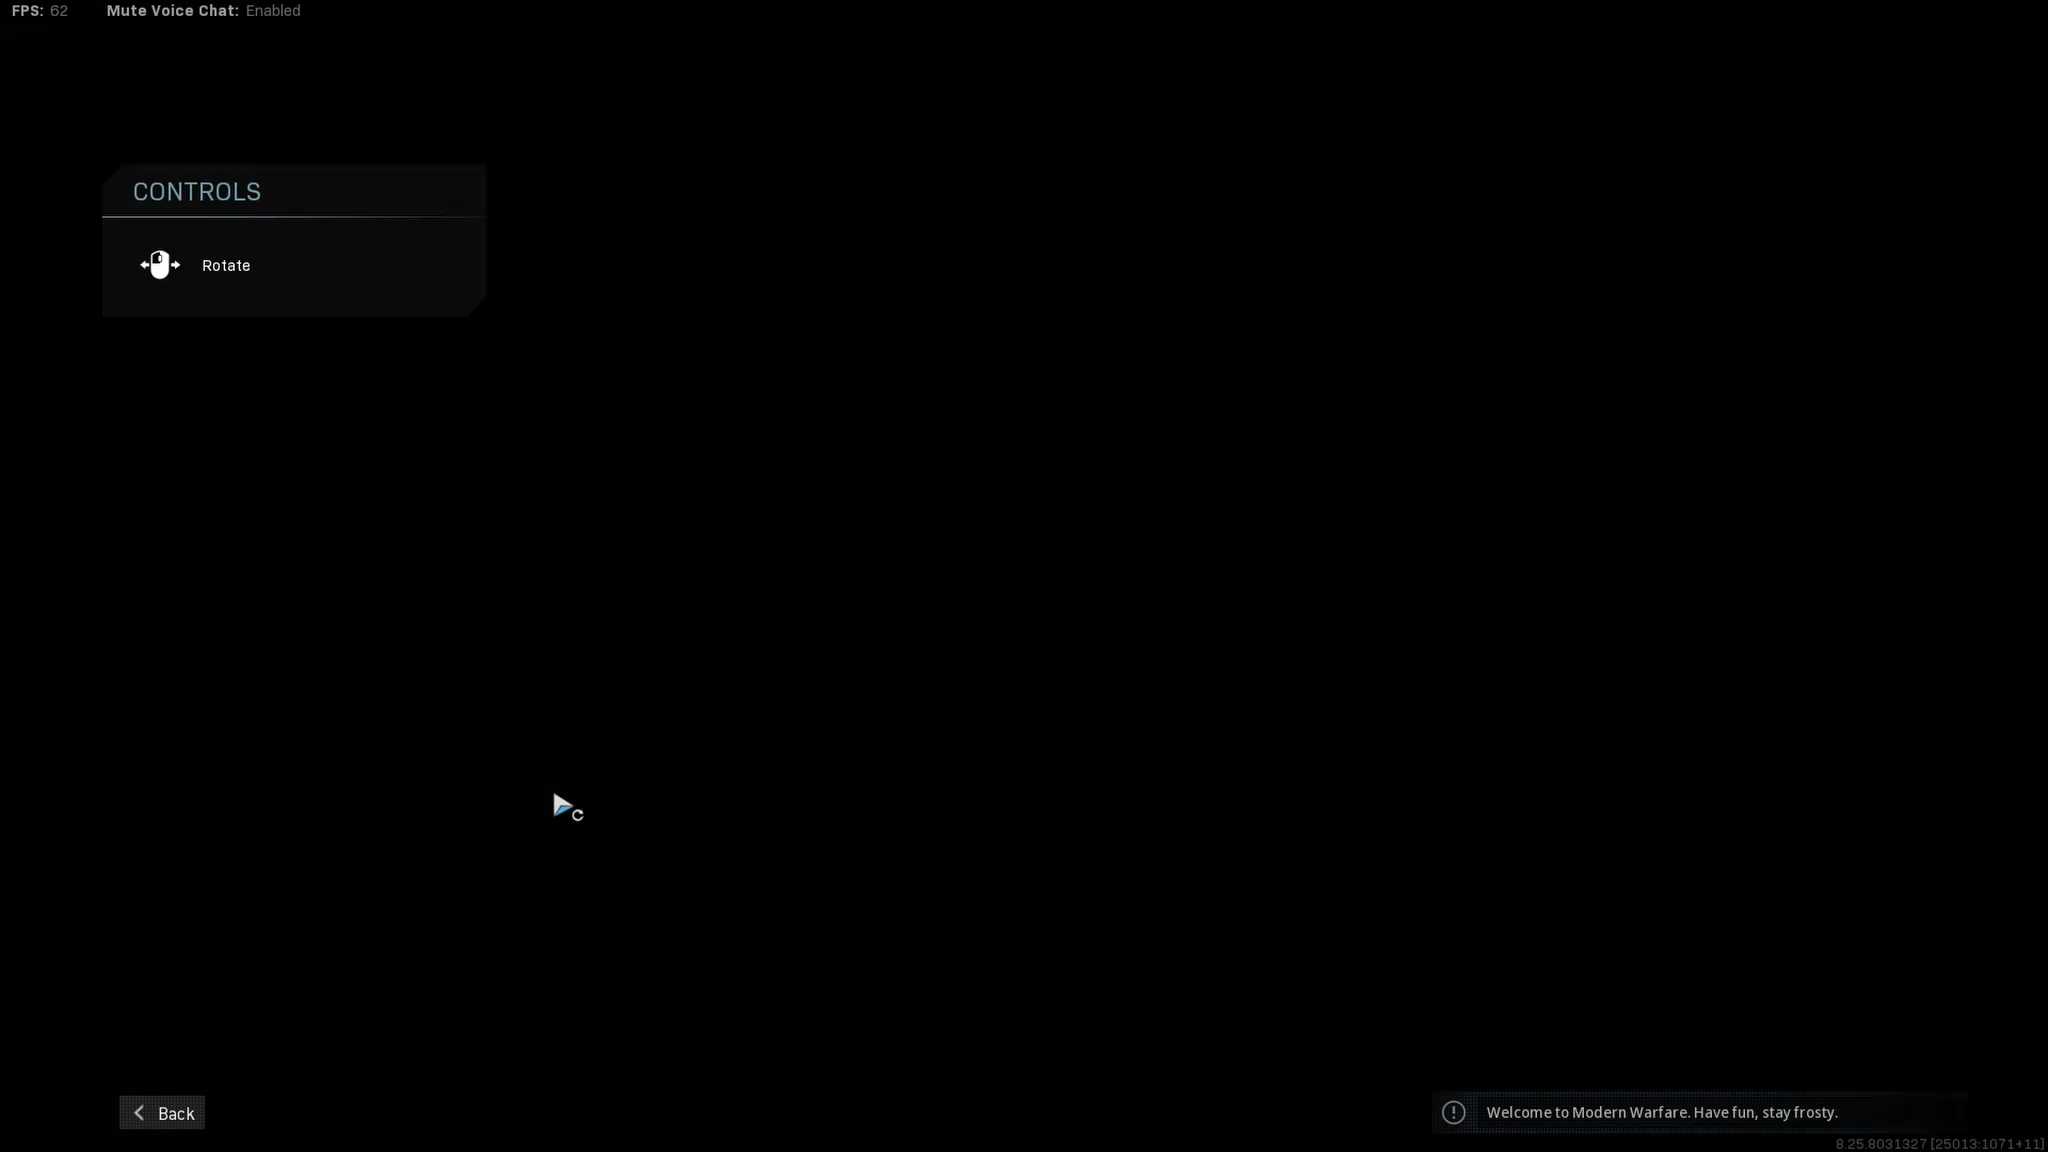 FPS: 62 Mute Voice Chat: Enabled
CONTROLS
Rotate
Back
Welcome to Modern Warfare. Have fun, stay frosty.
8.25.8031327 [25013:1071+11]